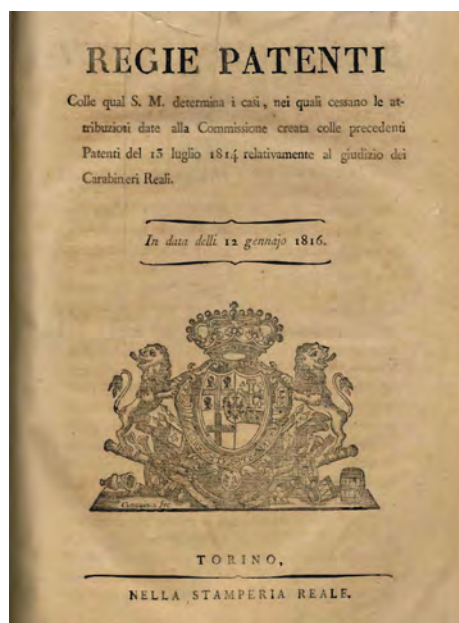 REGIE PATENTI
Colle qual S. M. determina i casi, nei quali cessano le at-
tribuzioni date alla Commissione creata colle precedenti
Patenti del 13 luglio 1814 relativamente al giudizio dei
Carabinieri Reali.
In data delli 12 gennajo 1816.
TORINO,
NELLA STAMPERIA REALE.